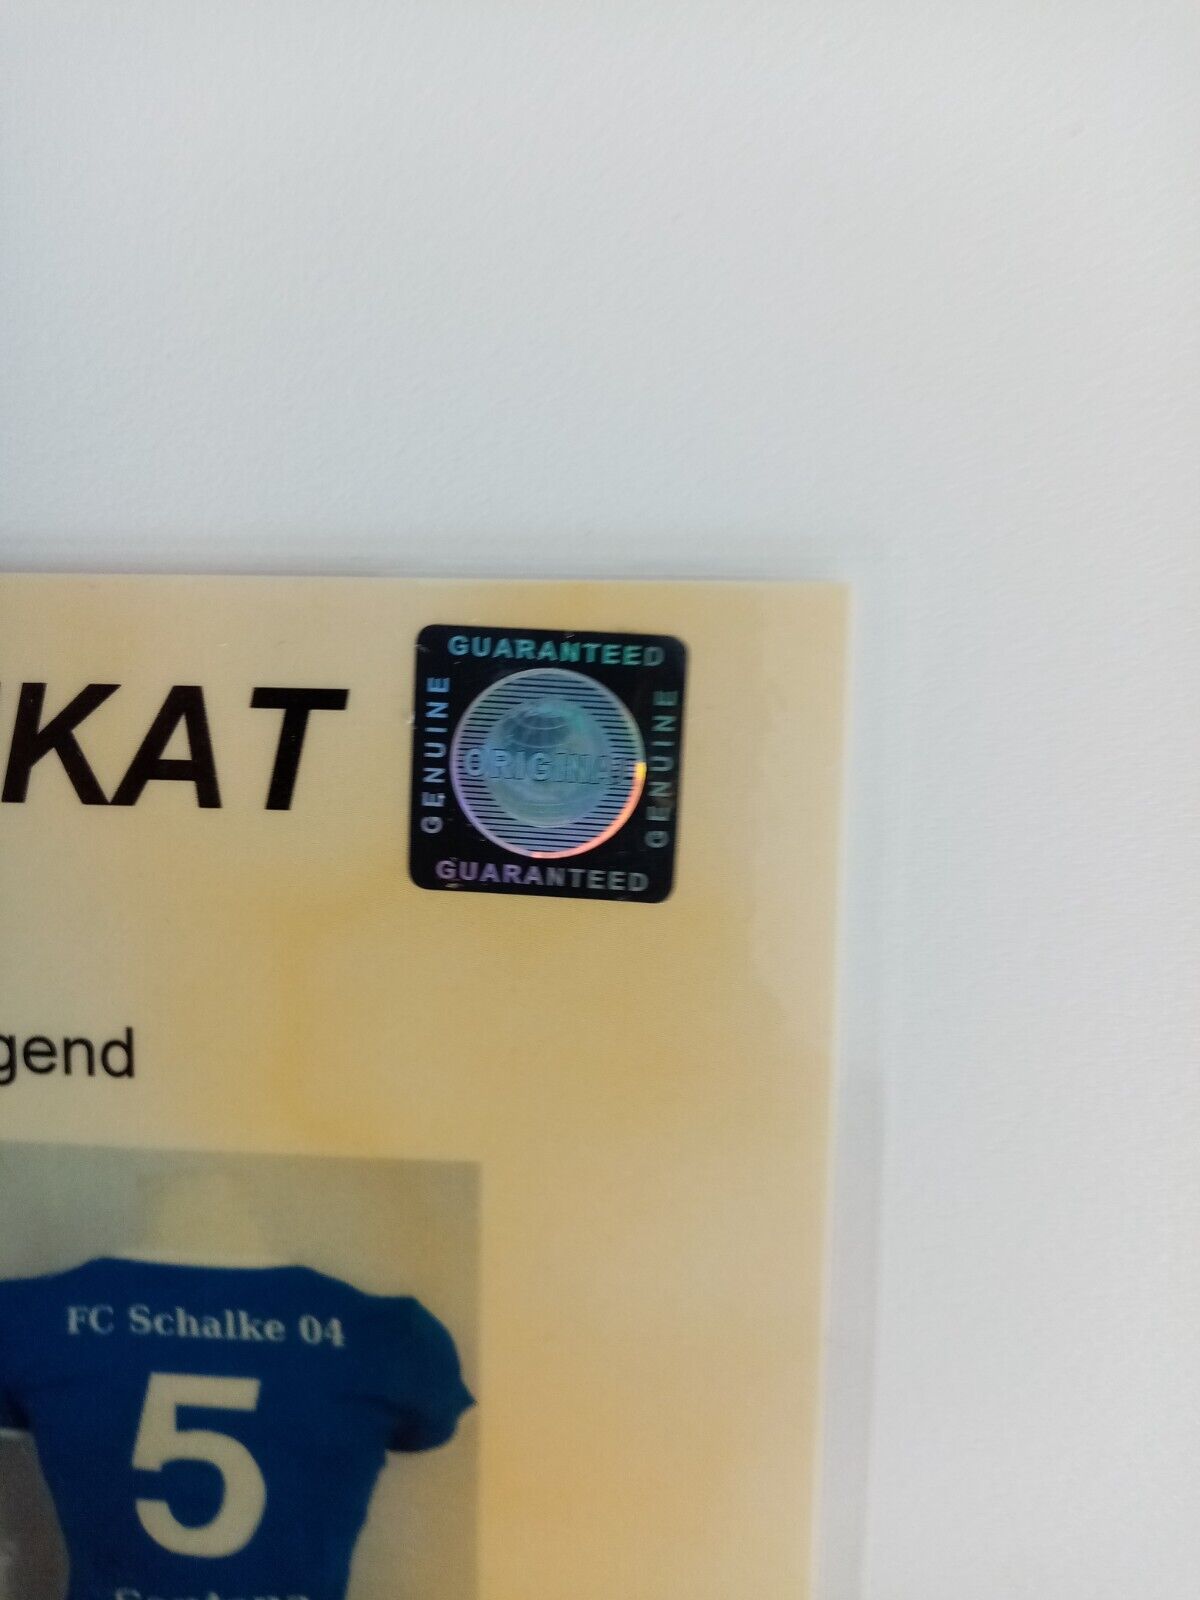 KAT
GUARANTEED
GENUINE
ORIGINAL
GENUINE
GUARANTEED
gend
FC Schalke 04
5